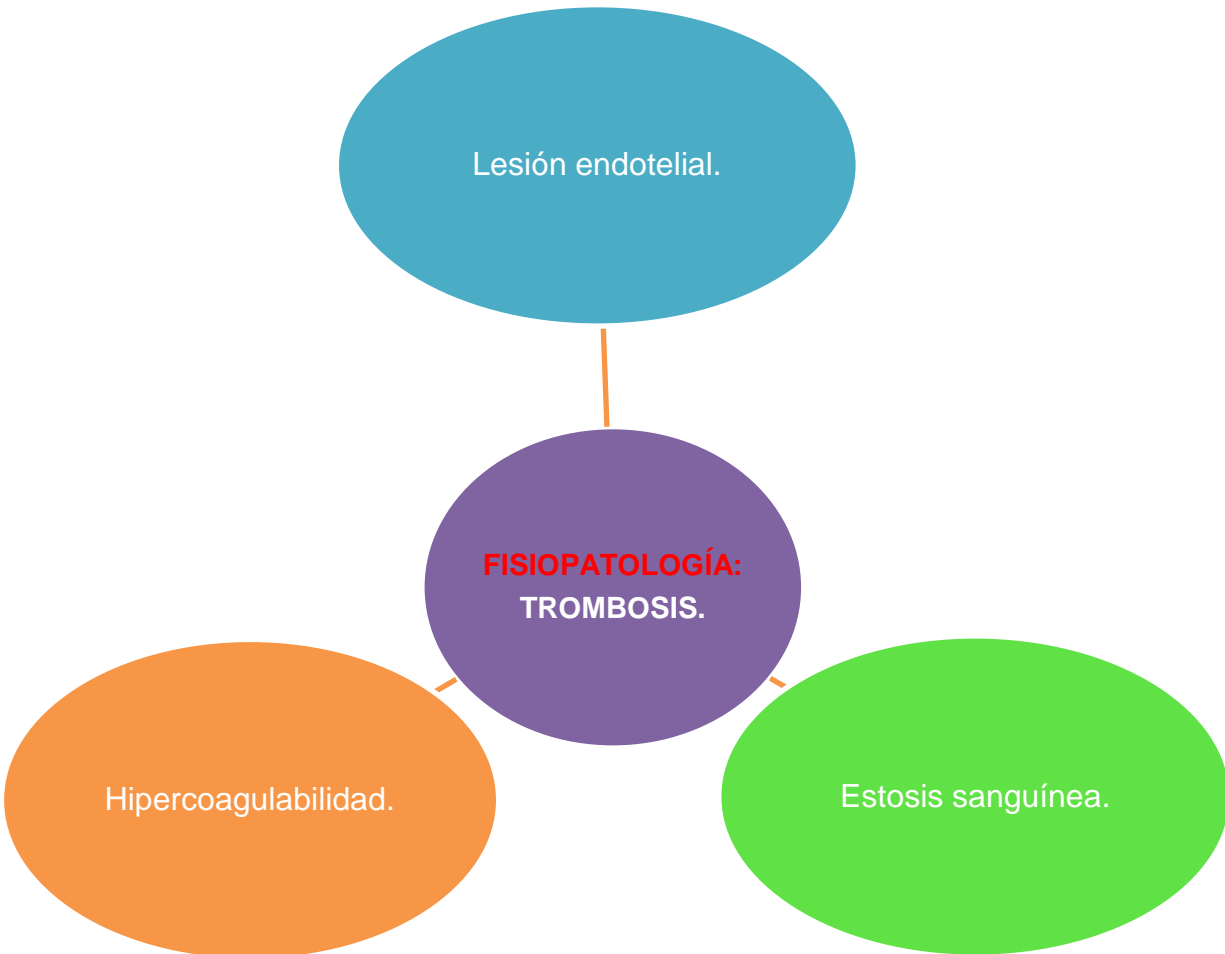 Lesión endotelial.
FISIOPATOLOGÍA:
TROMBOSIS.
Hipercoagulabilidad.
Estosis sanguínea.